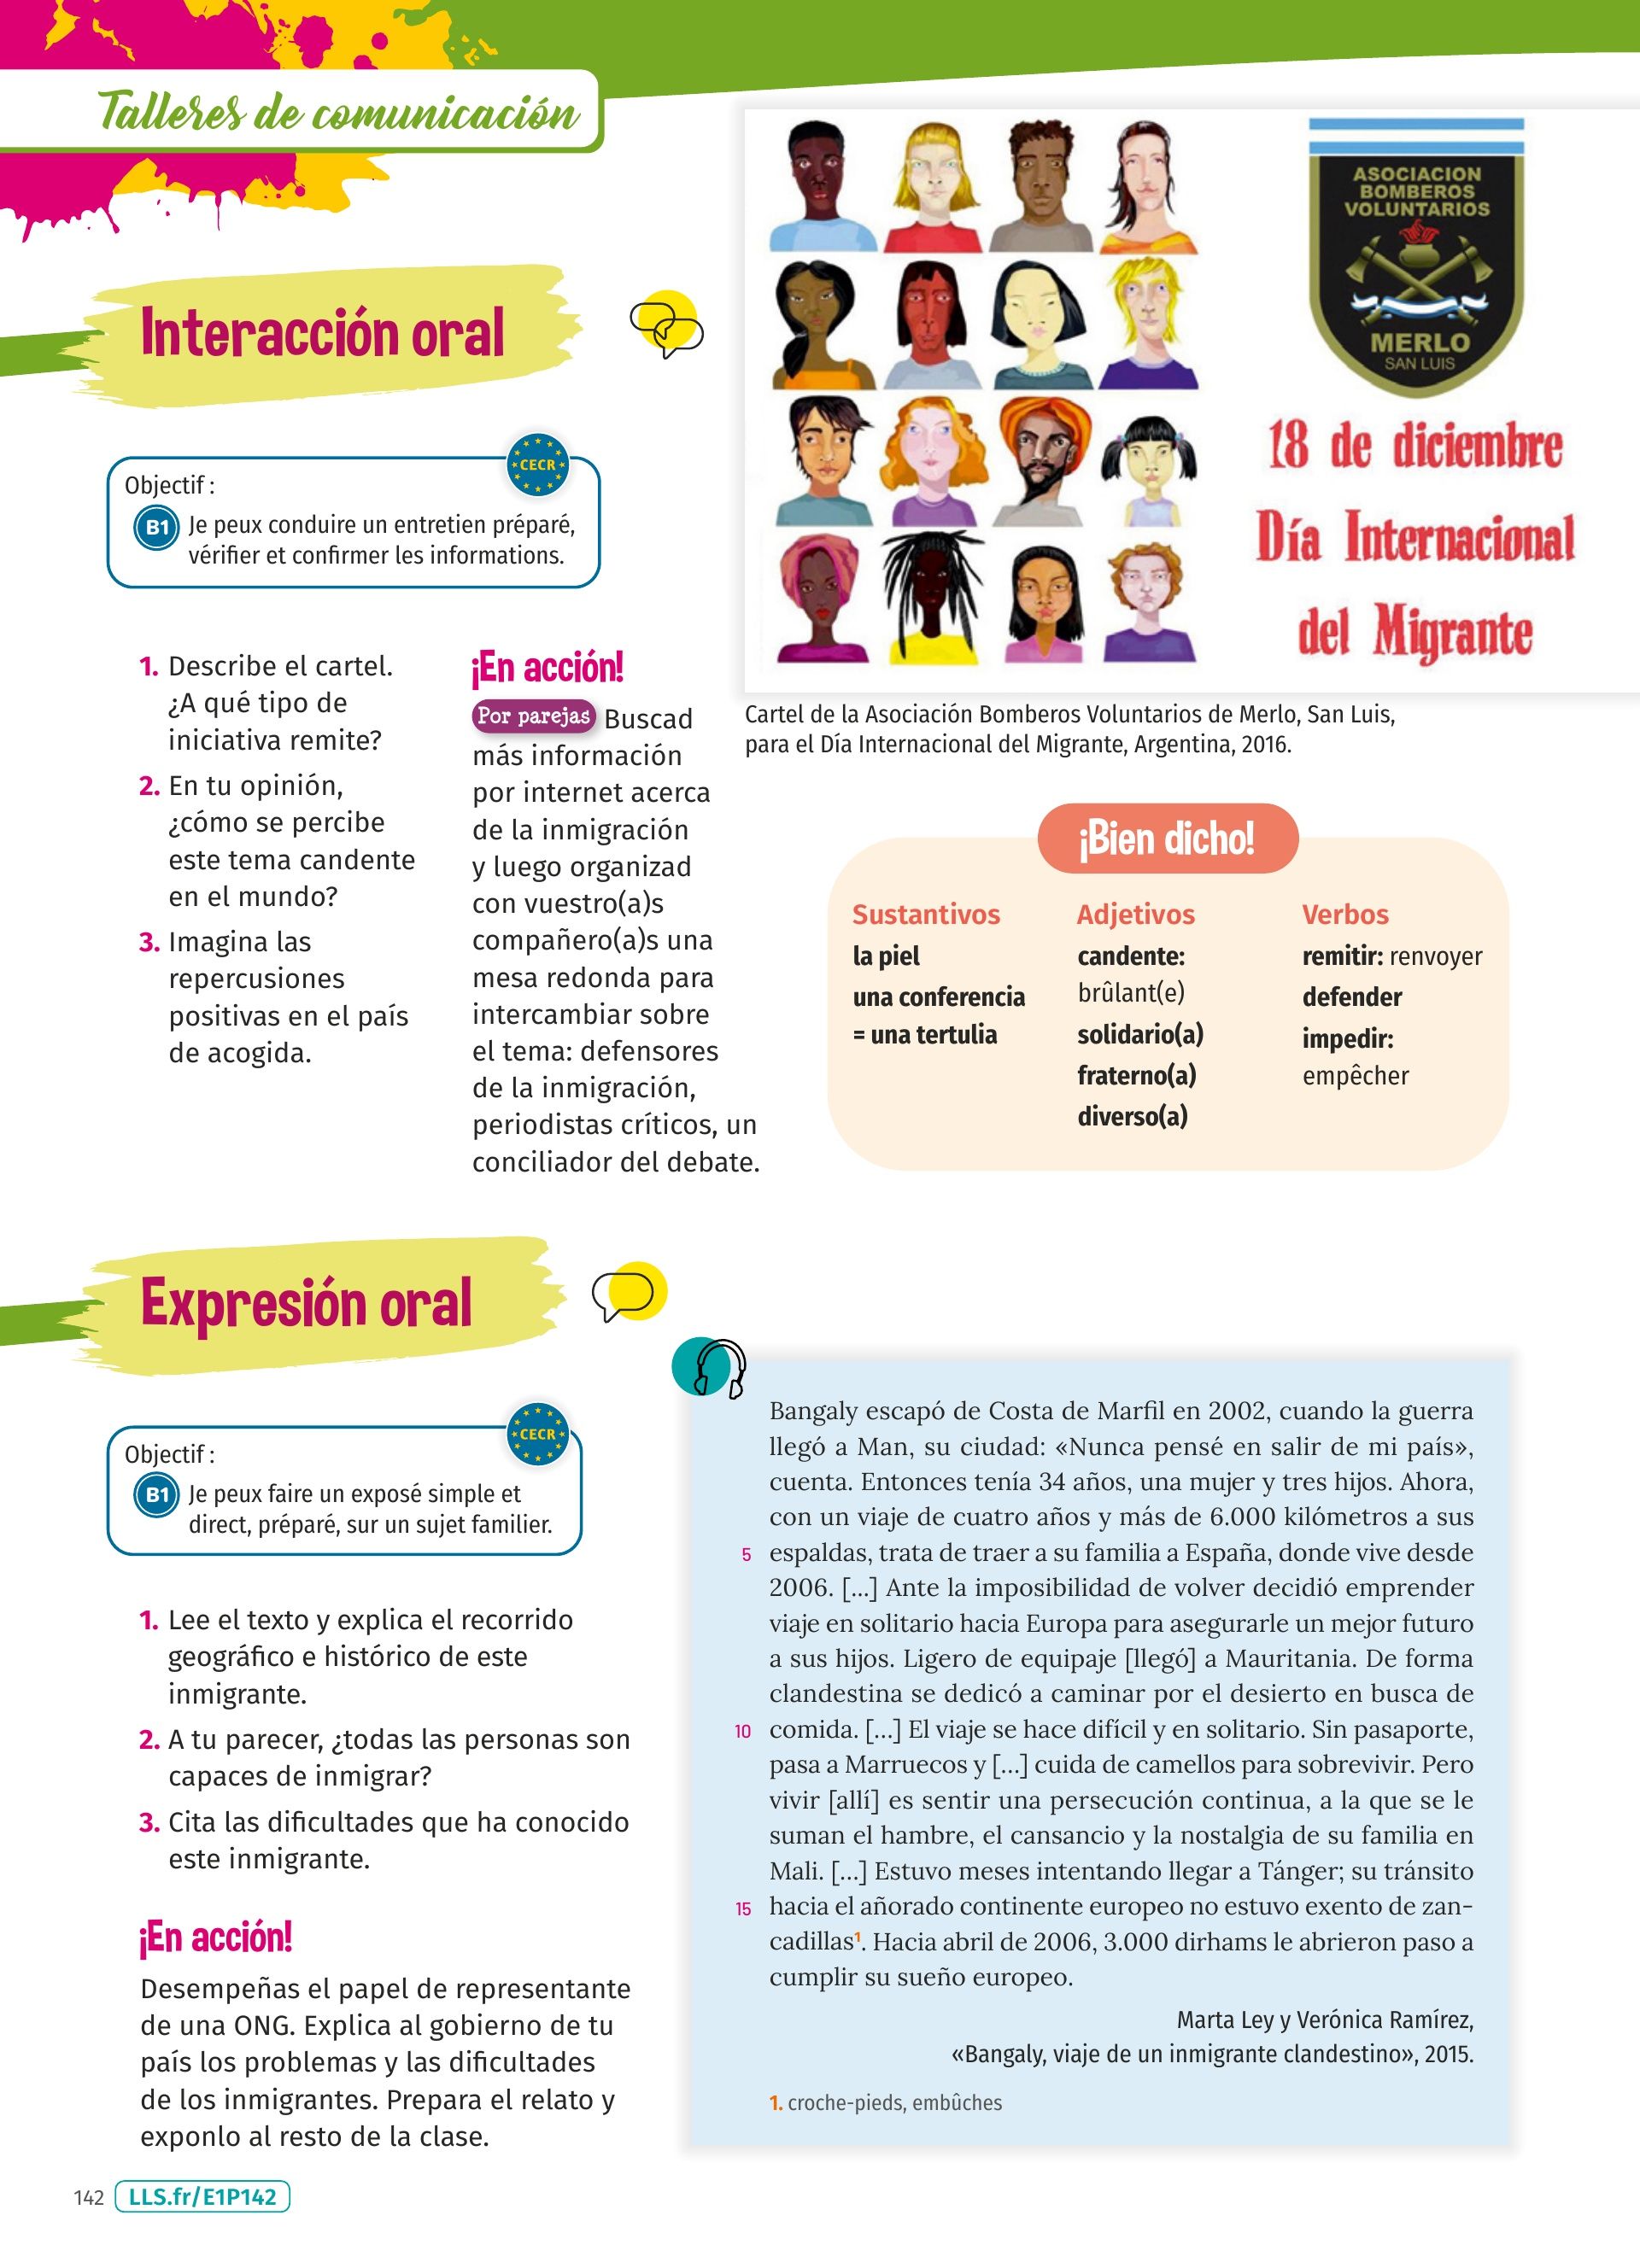 Talleres de comunicación
Interacción oral
CECR
Objectif :
B1 Je peux conduire un entretien préparé,
vérifier et confirmer les informations.
1. Describe el cartel.
¿A qué tipo de
iniciativa remite?
2. En tu opinión,
¿cómo se percibe
este tema candente
en el mundo?
3. Imagina las
repercusiones
positivas en el país
de acogida.
¡En acción!
Por parejas Buscad
más información
por internet acerca
de la inmigración
y luego organizad
con vuestro(a)s
compañero(a)s una
mesa redonda para
intercambiar sobre
el tema: defensores
de la inmigración,
periodistas críticos, un
conciliador del debate.
ASOCIACION
BOMBEROS
VOLUNTARIOS
MERLO
SAN LUIS
18 de diciembre
Día Internacional
del Migrante
Cartel de la Asociación Bomberos Voluntarios de Merlo, San Luis,
para el Día Internacional del Migrante, Argentina, 2016.
¡Bien dicho!
Sustantivos
la piel
una conferencia
= una tertulia
Adjetivos
candente:
brûlant(e)
solidario(a)
fraterno(a)
diverso(a)
Verbos
remitir: renvoyer
defender
impedir:
empêcher
Expresión oral
CECR
Objectif :
B1 Je peux faire un exposé simple et
direct, préparé, sur un sujet familier.
1. Lee el texto y explica el recorrido
geográfico e histórico de este
inmigrante.
2. A tu parecer, ¿todas las personas son
capaces de inmigrar?
3. Cita las dificultades que ha conocido
este inmigrante.
¡En acción!
Desempeñas el papel de representante
de una ONG. Explica al gobierno de tu
país los problemas y las dificultades
de los inmigrantes. Prepara el relato y
exponlo al resto de la clase.
Bangaly escapó de Costa de Marfil en 2002, cuando la guerra
llegó a Man, su ciudad: «Nunca pensé en salir de mi país»,
cuenta. Entonces tenía 34 años, una mujer y tres hijos. Ahora,
con un viaje de cuatro años y más de 6.000 kilómetros a sus
5 espaldas, trata de traer a su familia a España, donde vive desde
2006. [...] Ante la imposibilidad de volver decidió emprender
viaje en solitario hacia Europa para asegurarle un mejor futuro
a sus hijos. Ligero de equipaje [llegó] a Mauritania. De forma
clandestina se dedicó a caminar por el desierto en busca de
10 comida. [...] El viaje se hace difícil y en solitario. Sin pasaporte,
pasa a Marruecos y [...] cuida de camellos para sobrevivir. Pero
vivir [allí] es sentir una persecución continua, a la que se le
suman el hambre, el cansancio y la nostalgia de su familia en
Mali. [...] Estuvo meses intentando llegar a Tánger; su tránsito
15 hacia el añorado continente europeo no estuvo exento de zan-
cadillas¹. Hacia abril de 2006, 3.000 dirhams le abrieron paso a
cumplir su sueño europeo.
Marta Ley y Verónica Ramírez,
«Bangaly, viaje de un inmigrante clandestino», 2015.
1. croche-pieds, embûches
142 LLS.fr/E1P142